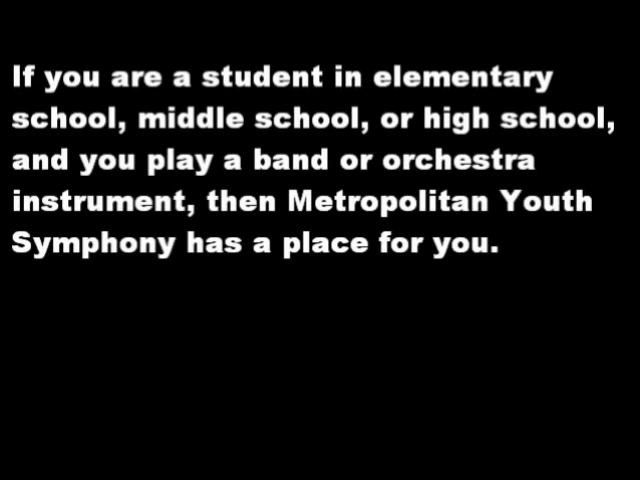 If you are a student in elementary
school, middle school, or high school,
and you play a band or orchestra
instrument, then Metropolitan Youth
Symphony has a place for you.